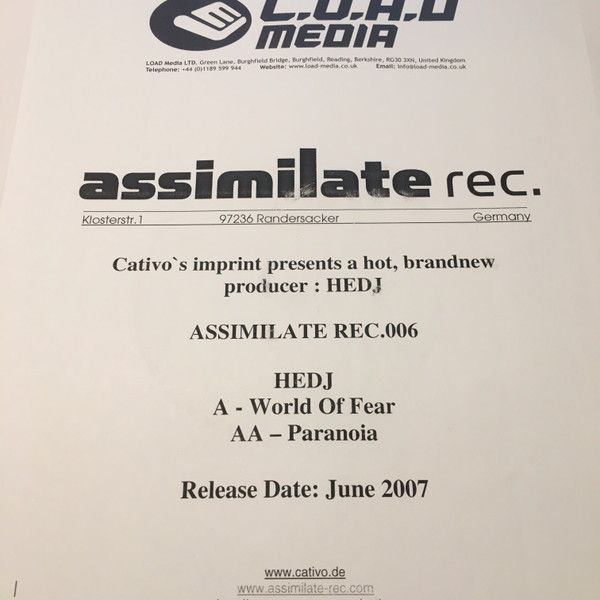 L.O.A.D
MEDIA
LOAD Media LTD. Green Lane, Burghfield Bridge, Burghfield, Reading, Berkshire, RG30 3XN, United Kingdom
Telephone: +44 (0)1189 599 944 Website: www.load-media.co.uk Email: info@load-media.co.uk
assimilate rec.
Klosterstr.1 97236 Randersacker Germany
Cativo`s imprint presents a hot, brandnew
producer : HEDJ
ASSIMILATE REC.006
HEDJ
A - World Of Fear
AA – Paranoia
Release Date: June 2007
www.cativo.de
www.assimilate-rec.com